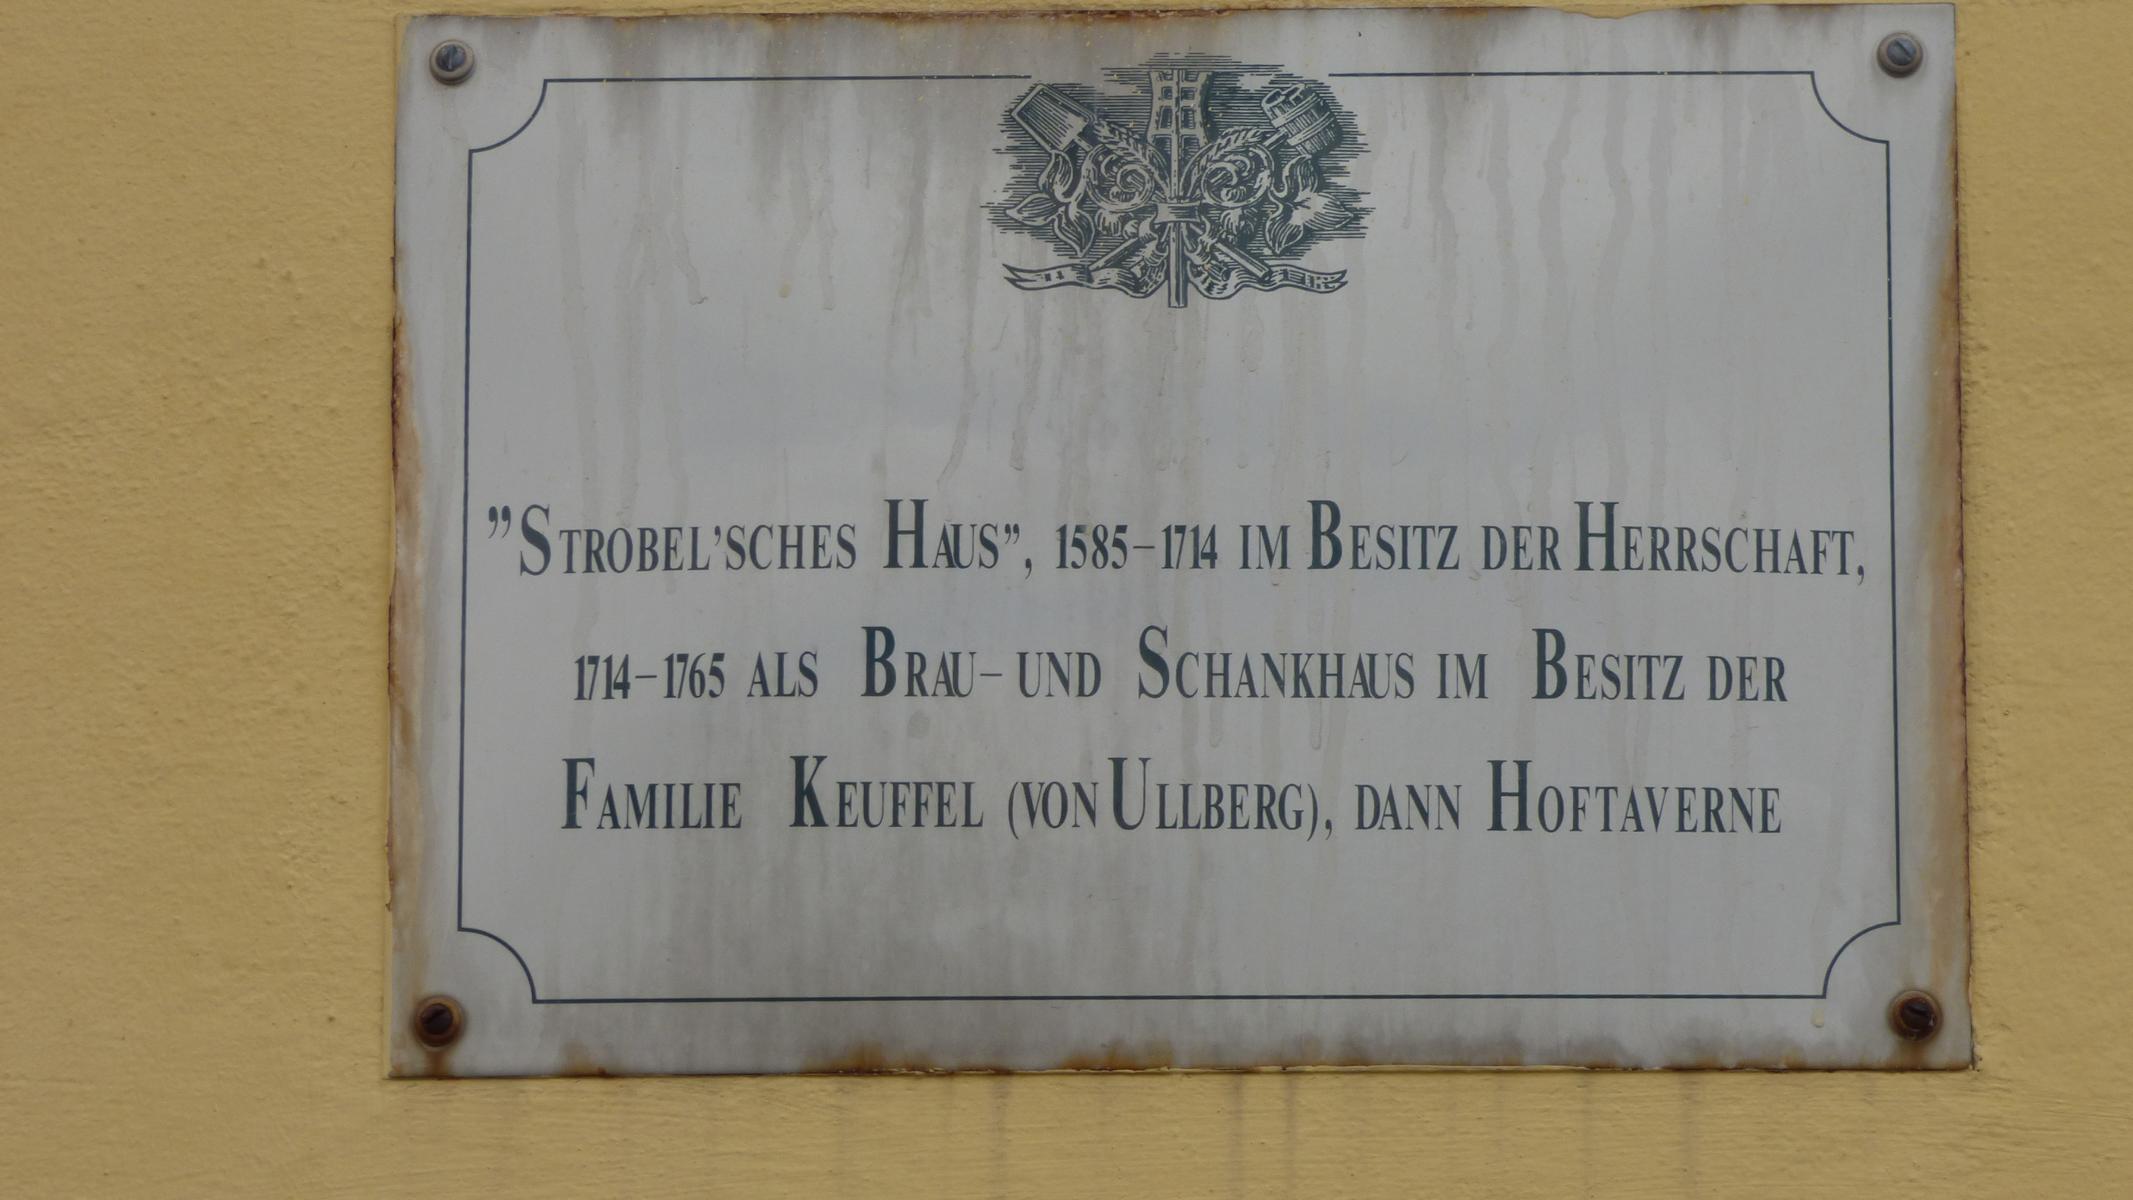 "Strobel'sches Haus", 1585-1714 im Besitz der Herrschaft,
1714-1765 als Brau- und Schankhaus im Besitz der
Familie Keuffel (von Ullberg), dann Hoftaverne